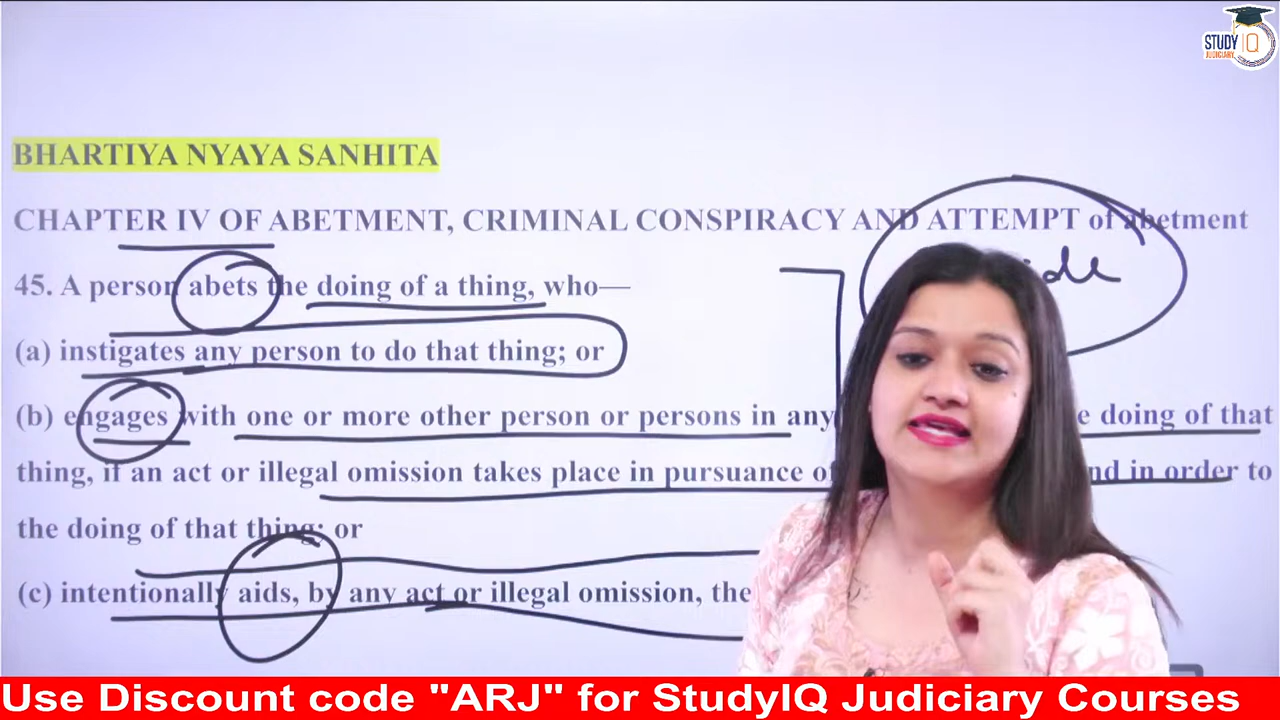 STUDY IQ
JUDICIARY
BHARTIYA NYAYA SANHITA
CHAPTER IV OF ABETMENT, CRIMINAL CONSPIRACY AND ATTEMPT of abetment
45. A person abets the doing of a thing, who—
(a) instigates any person to do that thing; or
(b) engages with one or more other person or persons in any doing of that
thing, if an act or illegal omission takes place in pursuance in order to
the doing of that thing; or
(c) intentionally aids, by any act or illegal omission, the
Use Discount code "ARJ" for StudyIQ Judiciary Courses